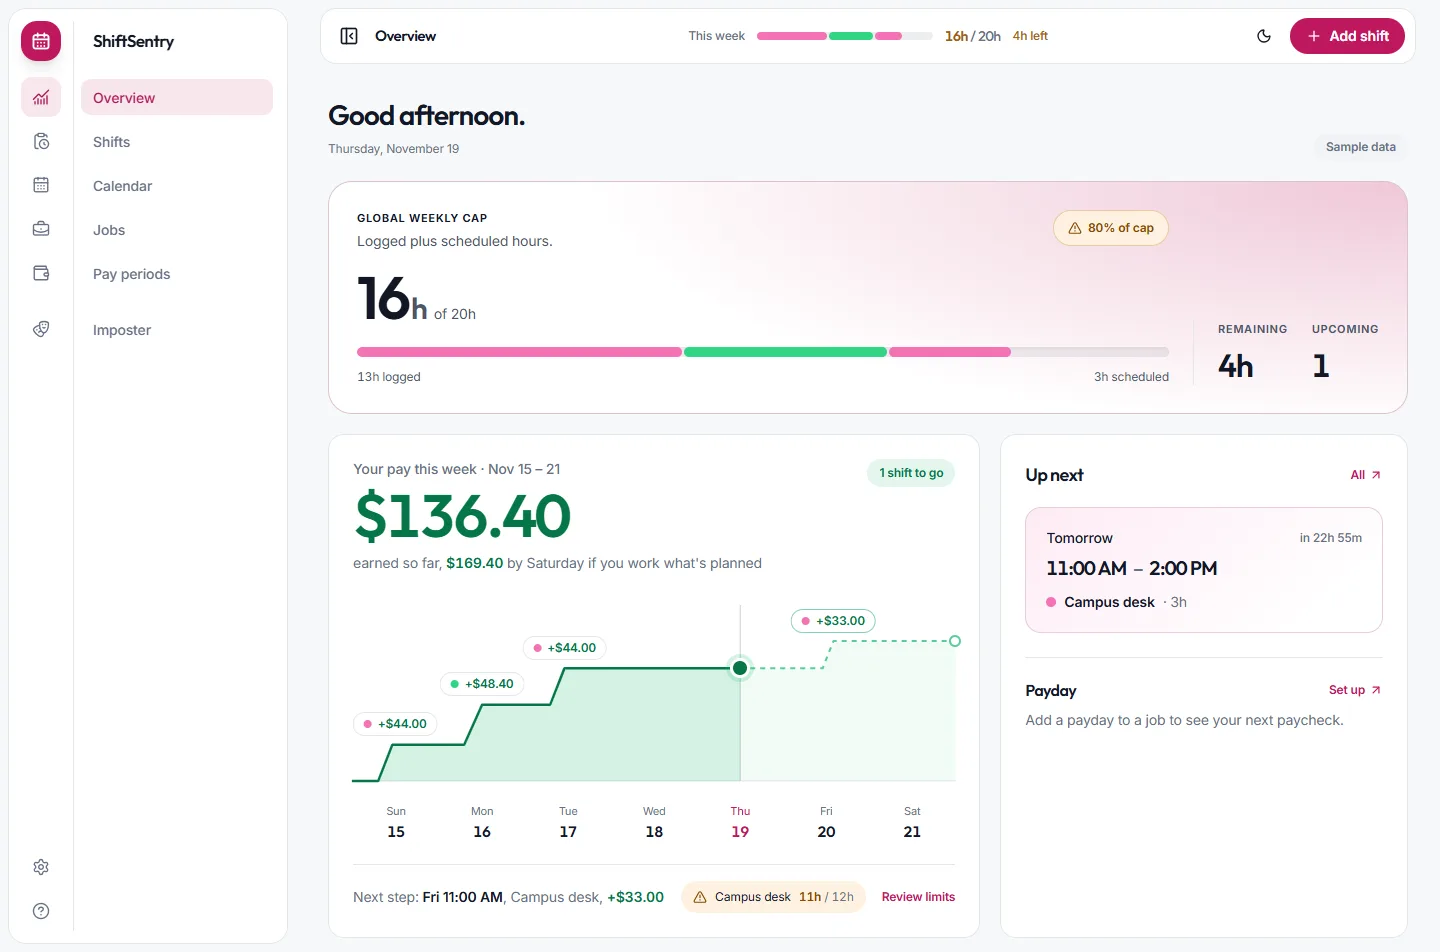 ShiftSentry
Overview
Shifts
Calendar
Jobs
Pay periods
Imposter
Overview
This week 16h / 20h 4h left
Add shift
Good afternoon.
Thursday, November 19
Sample data
GLOBAL WEEKLY CAP
Logged plus scheduled hours.
80% of cap
16h of 20h
13h logged
3h scheduled
REMAINING
4h
UPCOMING
1
Your pay this week · Nov 15 – 21
1 shift to go
$136.40
earned so far, $169.40 by Saturday if you work what's planned
+$44.00
+$48.40
+$44.00
+$33.00
Sun Mon Tue Wed Thu Fri Sat
15 16 17 18 19 20 21
Next step: Fri 11:00 AM, Campus desk, +$33.00
Campus desk 11h / 12h
Review limits
Up next
All
Tomorrow
in 22h 55m
11:00 AM – 2:00 PM
Campus desk · 3h
Payday
Set up
Add a payday to a job to see your next paycheck.